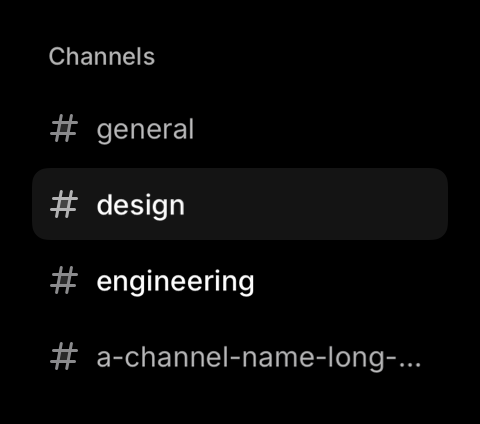 Channels
# general
# design
# engineering
# a-channel-name-long-...